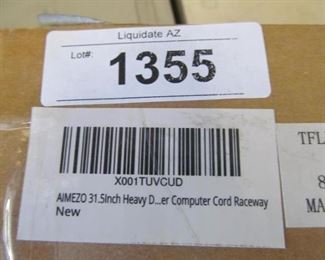 Liquidate AZ
Lot#:
1355
X001TUVCUD
AIMEZO 31.5Inch Heavy D...er Computer Cord Raceway
New
TFL
8
MA